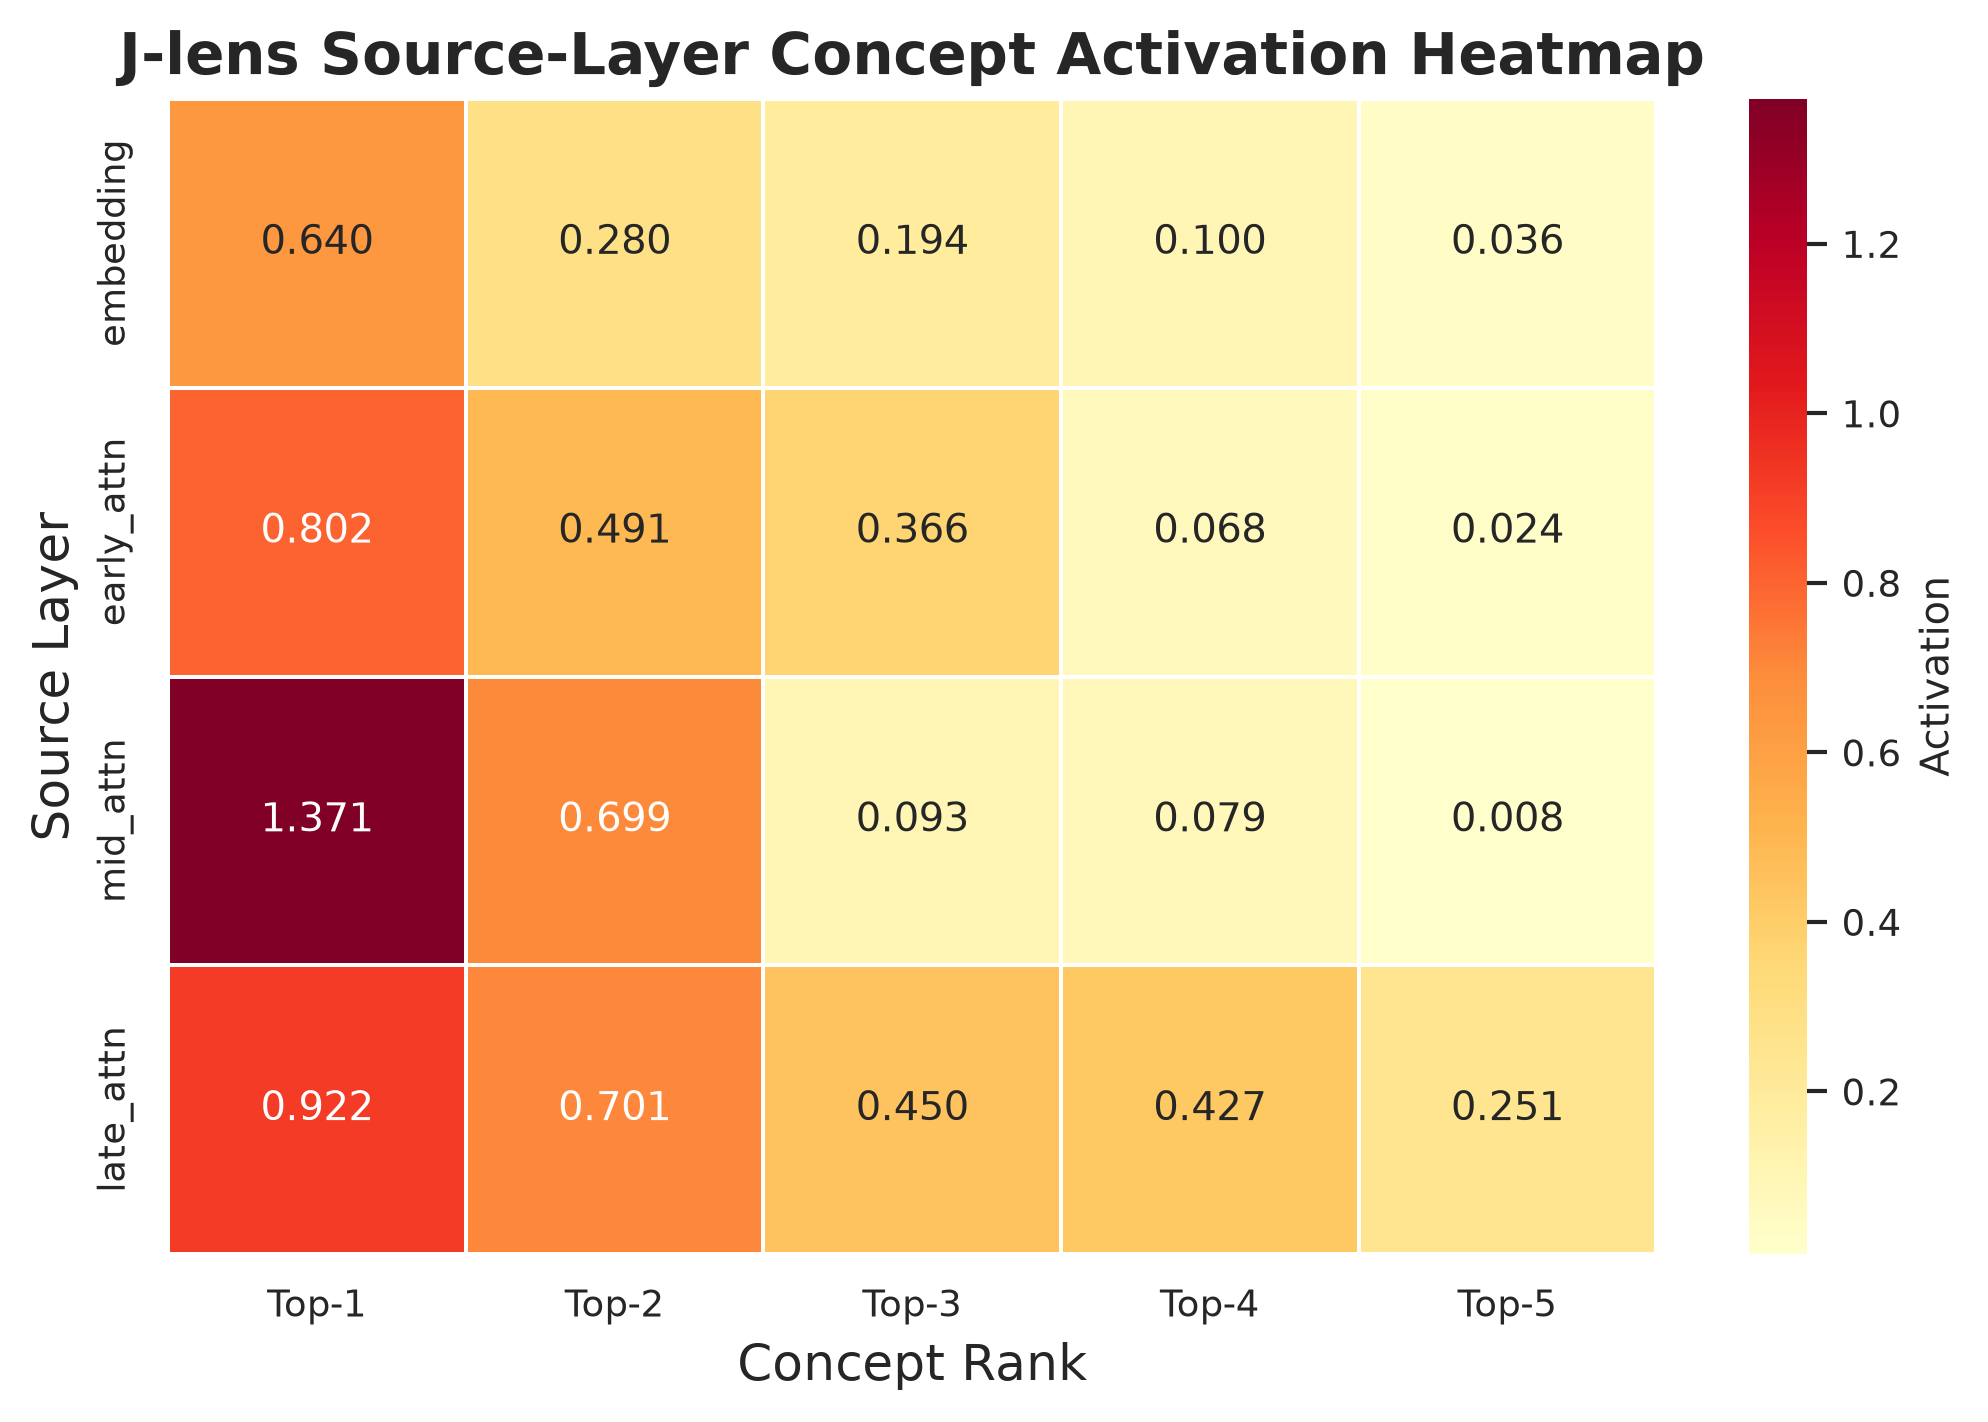 J-lens Source-Layer Concept Activation Heatmap
Source Layer
embedding
0.640 0.280 0.194 0.100 0.036
early_attn
0.802 0.491 0.366 0.068 0.024
mid_attn
1.371 0.699 0.093 0.079 0.008
late_attn
0.922 0.701 0.450 0.427 0.251
Top-1 Top-2 Top-3 Top-4 Top-5
Concept Rank
1.2
1.0
0.8
0.6
0.4
0.2
Activation